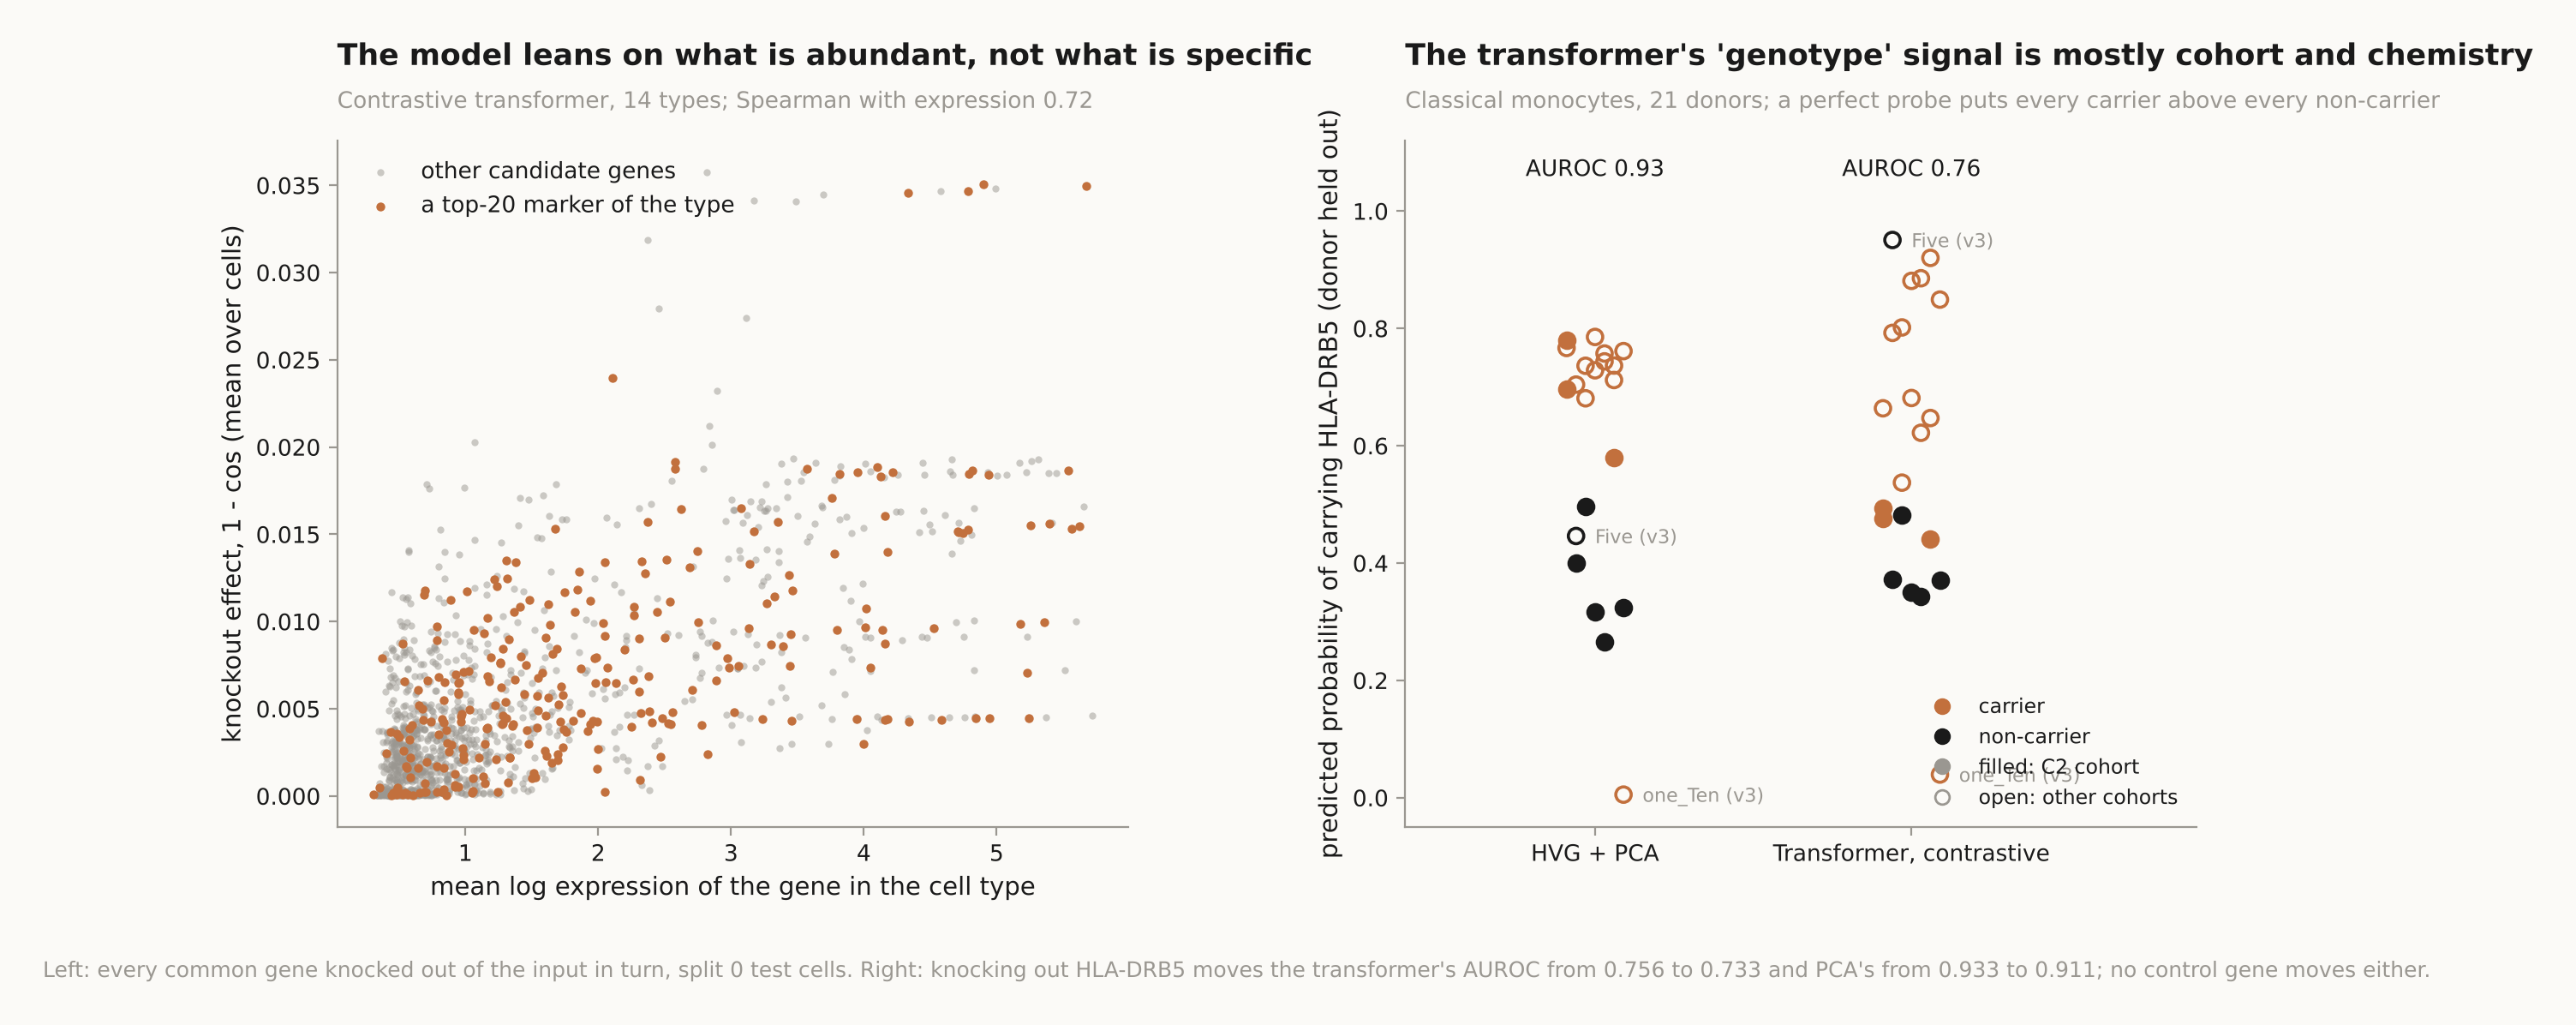 The model leans on what is abundant, not what is specific
Contrastive transformer, 14 types; Spearman with expression 0.72
other candidate genes
a top-20 marker of the type
knockout effect, 1 - cos (mean over cells)
0.035
0.030
0.025
0.020
0.015
0.010
0.005
0.000
1 2 3 4 5
mean log expression of the gene in the cell type
The transformer's 'genotype' signal is mostly cohort and chemistry
Classical monocytes, 21 donors; a perfect probe puts every carrier above every non-carrier
predicted probability of carrying HLA-DRB5 (donor held out)
AUROC 0.93 AUROC 0.76
1.0
0.8
0.6
0.4
0.2
0.0
Five (v3)
Five (v3)
one_Ten (v3)
one_Ten (v3)
carrier
non-carrier
filled: C2 cohort
open: other cohorts
HVG + PCA Transformer, contrastive
Left: every common gene knocked out of the input in turn, split 0 test cells. Right: knocking out HLA-DRB5 moves the transformer's AUROC from 0.756 to 0.733 and PCA's from 0.933 to 0.911; no control gene moves either.